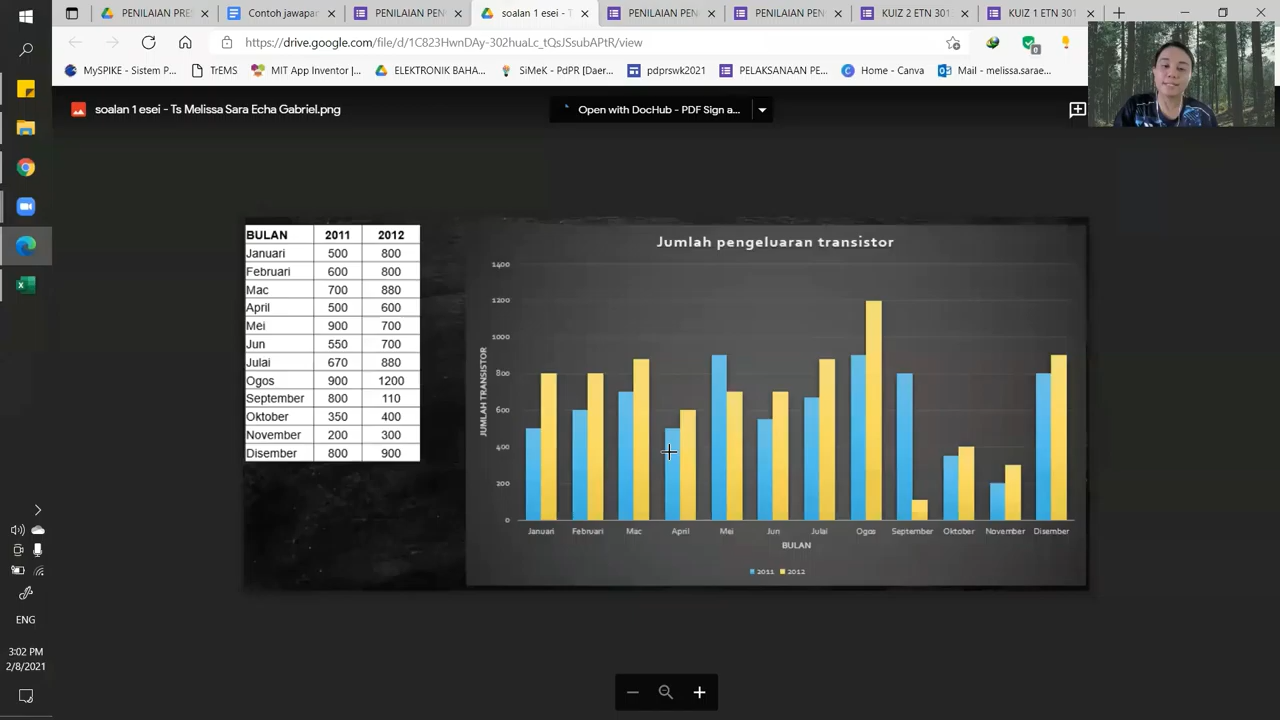 PENILAIAN PRE
Contoh jawapan
PENILAIAN PEN
soalan 1 esei - T
PENILAIAN PEN
PENILAIAN PEN
KUIZ 2 ETN 301
KUIZ 1 ETN 301
https://drive.google.com/file/d/1C823HwnDAy-302huaLc_tQsJSsubAPtR/view
MySPIKE - Sistem P...
TrEMS
MIT App Inventor |...
ELEKTRONIK BAHA...
SiMeK - PdPR [Daer...
pdprswk2021
PELAKSANAAN PE...
Home - Canva
Mail - melissa.sarae...
soalan 1 esei - Ts Melissa Sara Echa Gabriel.png
Open with DocHub - PDF Sign a...
BULAN 2011 2012
Januari 500 800
Februari 600 800
Mac 700 880
April 500 600
Mei 900 700
Jun 550 700
Julai 670 880
Ogos 900 1200
September 800 110
Oktober 350 400
November 200 300
Disember 800 900
Jumlah pengeluaran transistor
JUMLAH TRANSISTOR
1400
1200
1000
800
600
400
200
0
Januari Februari Mac April Mei Jun Julai Ogos September Oktober November Disember
BULAN
2011 2012
ENG
3:02 PM
2/8/2021